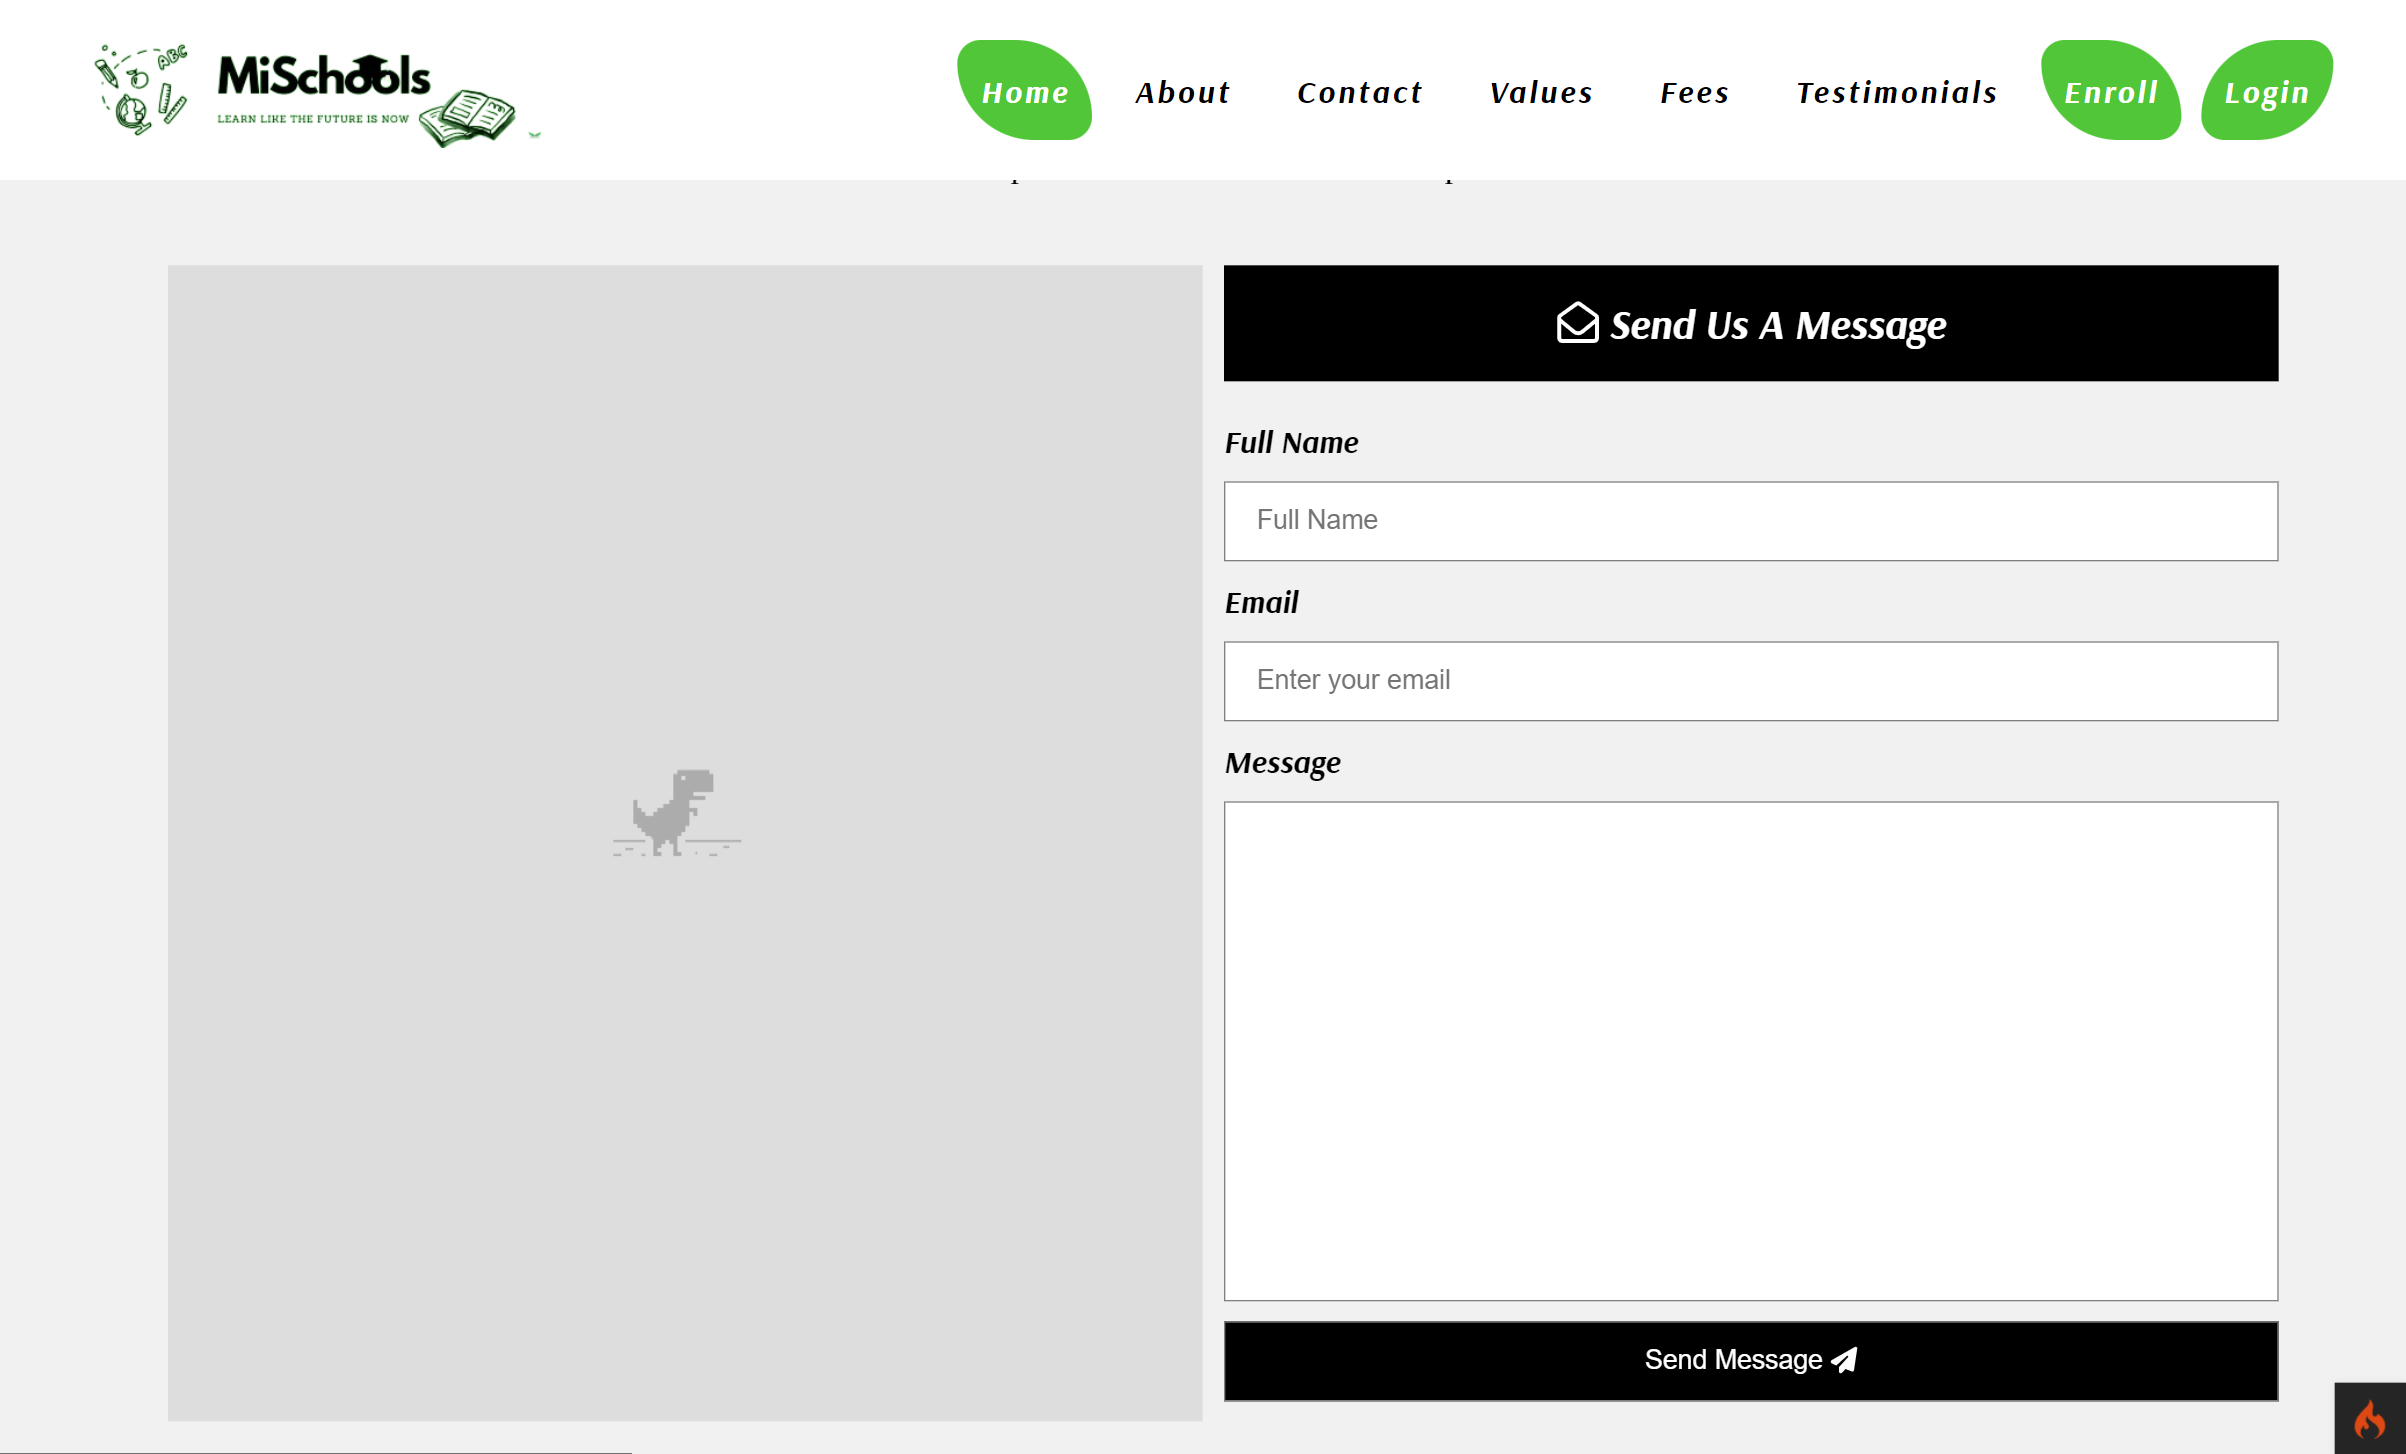 ABC
MiSchools
LEARN LIKE THE FUTURE IS NOW
Home About Contact Values Fees Testimonials Enroll Login
Send Us A Message
Full Name
Full Name
Email
Enter your email
Message
Send Message